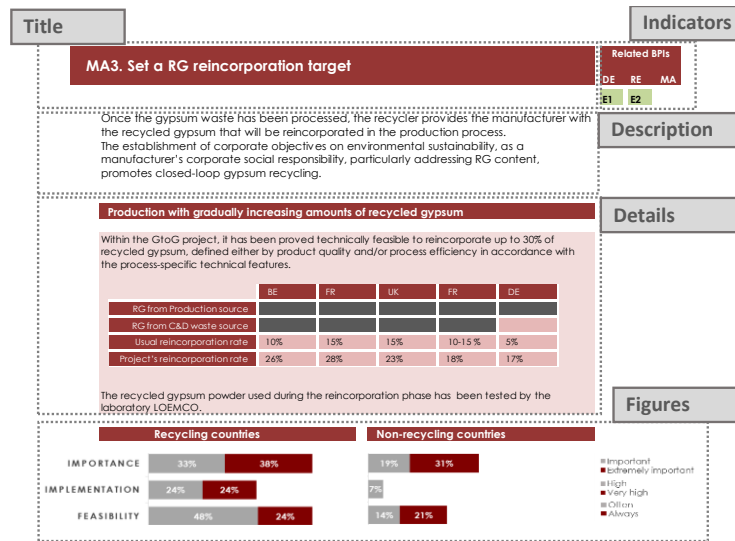 Title
Indicators
MA3. Set a RG reincorporation target
Related BPIs
DE RE MA
E1 E2
Once the gypsum waste has been processed, the recycler provides the manufacturer with
the recycled gypsum that will be reincorporated in the production process.
The establishment of corporate objectives on environmental sustainability, as a
manufacturer's corporate social responsibility, particularly addressing RG content,
promotes closed-loop gypsum recycling.
Description
Details
Production with gradually increasing amounts of recycled gypsum
Within the GtoG project, it has been proved technically feasible to reincorporate up to 30% of
recycled gypsum, defined either by product quality and/or process efficiency in accordance with
the process-specific technical features.
BE FR UK FR DE
RG from Production source
RG from C&D waste source
Usual reincorporation rate 10% 15% 15% 10-15 % 5%
Project's reincorporation rate 26% 28% 23% 18% 17%
The recycled gypsum powder used during the reincorporation phase has been tested by the
laboratory LOEMCO.
Figures
Recycling countries Non-recycling countries
IMPORTANCE 33% 38% 19% 31% Important
Extremely important
IMPLEMENTATION 24% 24% 7% High
Very high
FEASIBILITY 48% 24% 14% 21% Often
Always